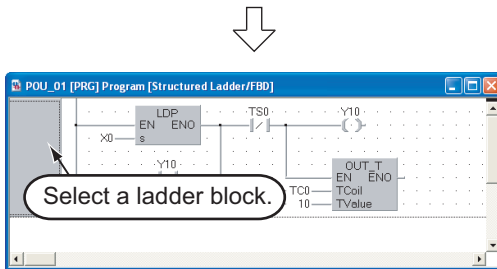 POU_01 [PRG] Program [Structured Ladder/FBD]
LDP TS0 Y10
EN ENO
X0 s
Y10
OUT_T
EN ENO
Select a ladder block.
TC0 TCoil
10 TValue